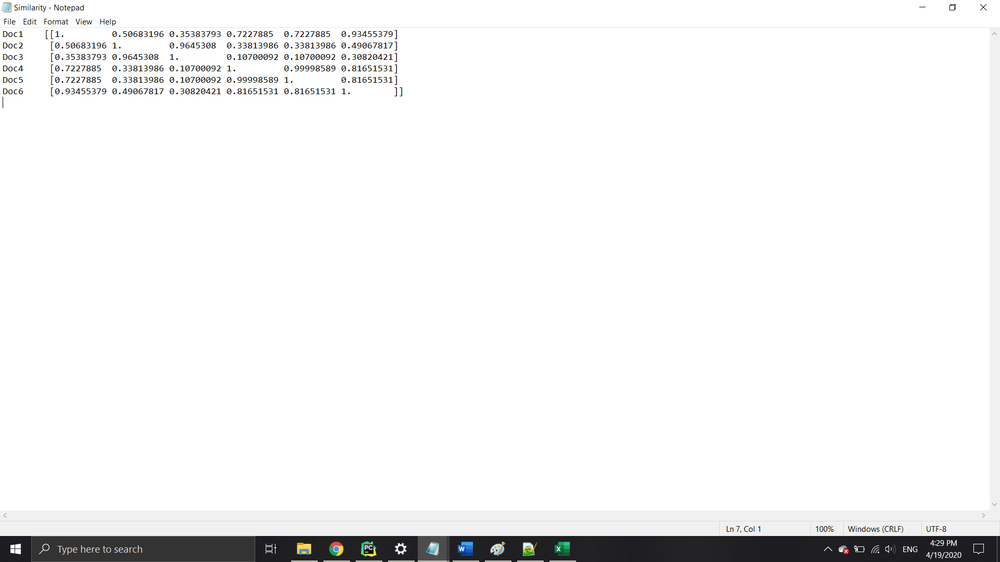 Similarity - Notepad
File Edit Format View Help
Doc1    [[1.         0.50683196 0.35383793 0.7227885  0.7227885  0.93455379]
Doc2     [0.50683196 1.         0.9645308  0.33813986 0.33813986 0.49067817]
Doc3     [0.35383793 0.9645308  1.         0.10700092 0.10700092 0.30820421]
Doc4     [0.7227885  0.33813986 0.10700092 1.         0.99998589 0.81651531]
Doc5     [0.7227885  0.33813986 0.10700092 0.99998589 1.         0.81651531]
Doc6     [0.93455379 0.49067817 0.30820421 0.81651531 0.81651531 1.        ]]
Ln 7, Col 1 100% Windows (CRLF) UTF-8
Type here to search
PC
W
X
ENG
4:29 PM
4/19/2020